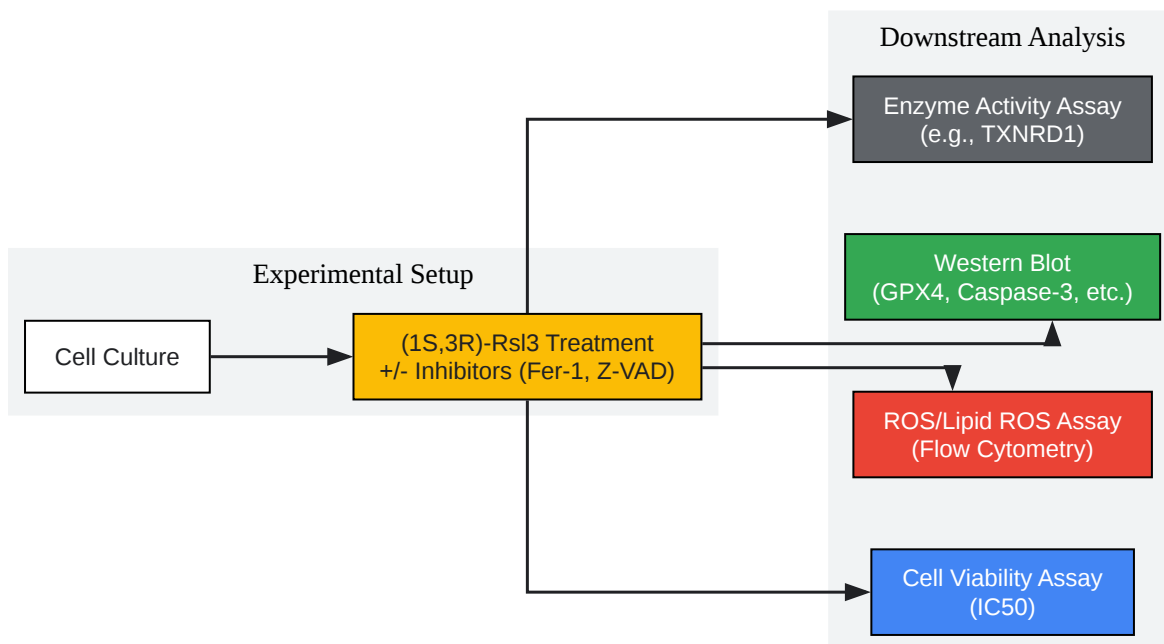 Downstream Analysis
Enzyme Activity Assay
(e.g., TXNRD1)
Western Blot
(GPX4, Caspase-3, etc.)
Experimental Setup
Cell Culture
(1S,3R)-Rsl3 Treatment
+/- Inhibitors (Fer-1, Z-VAD)
ROS/Lipid ROS Assay
(Flow Cytometry)
Cell Viability Assay
(IC50)